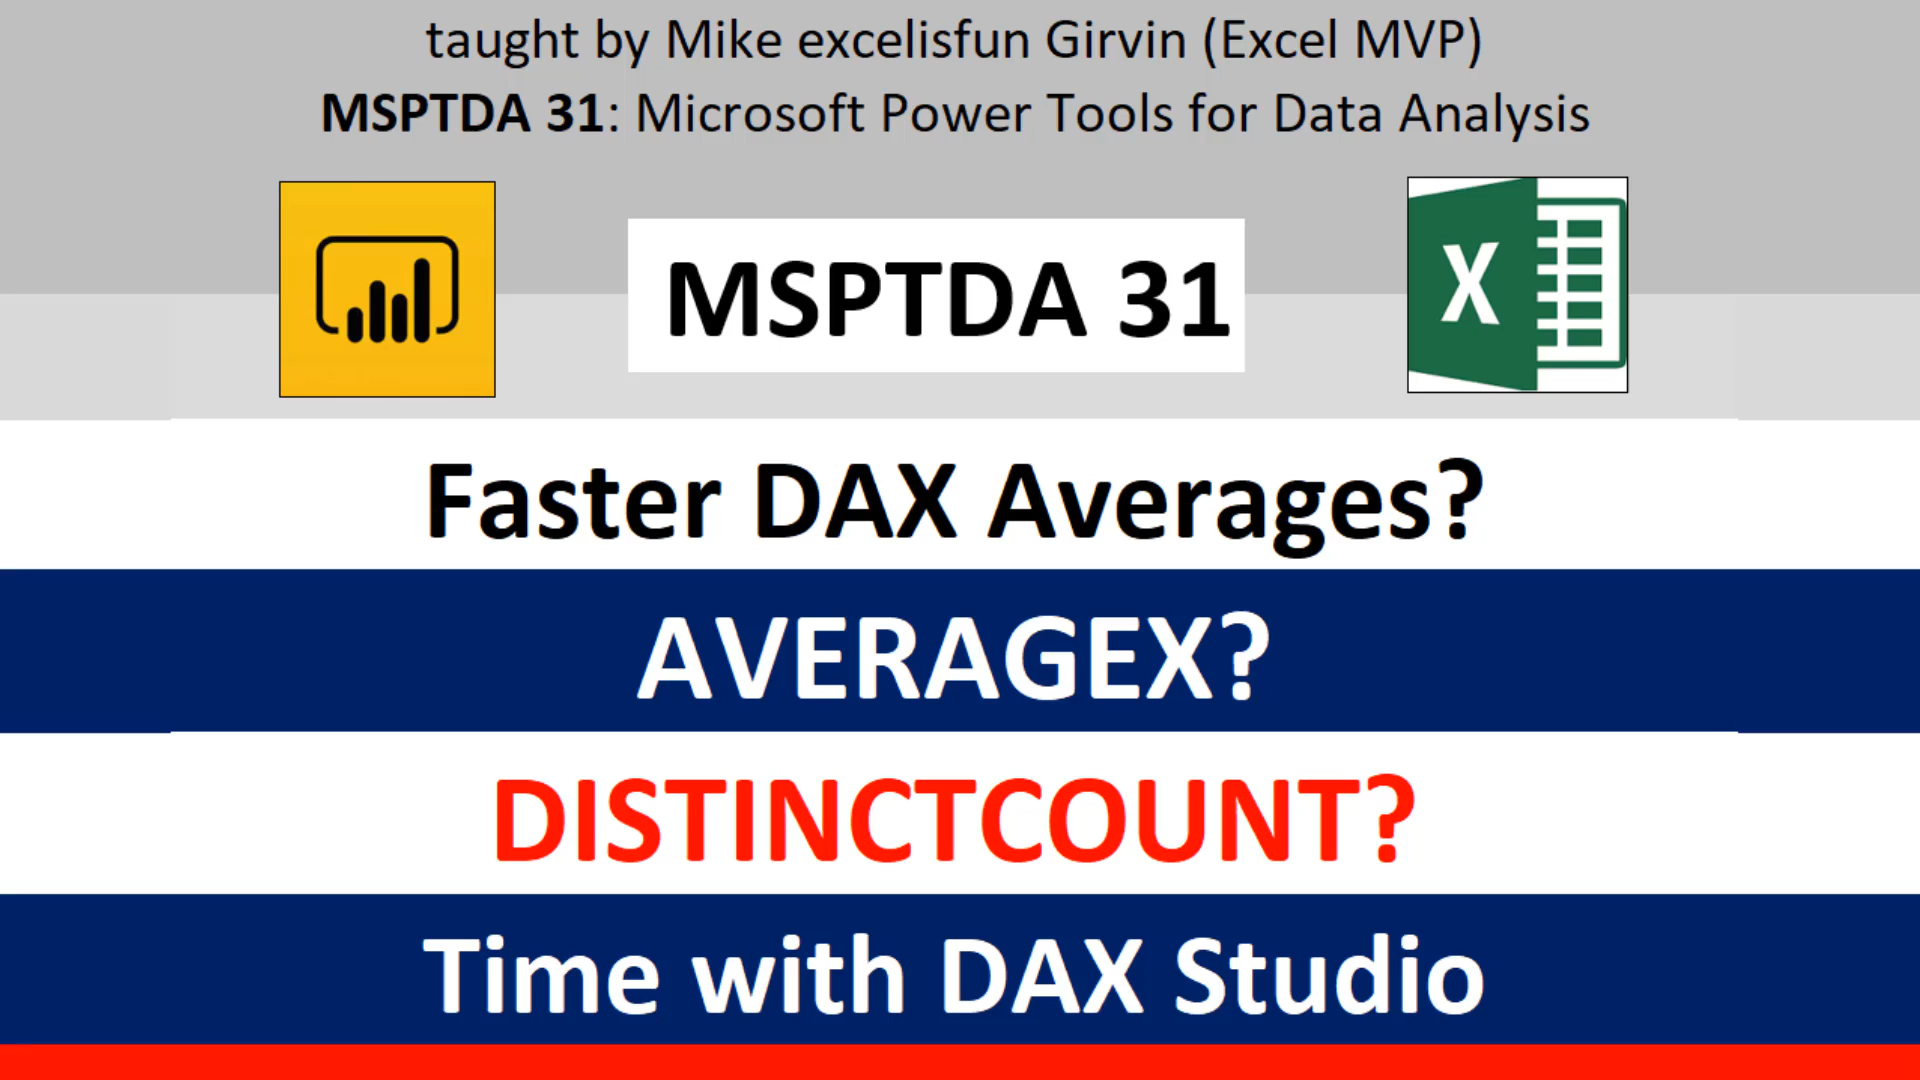 taught by Mike excelisfun Girvin (Excel MVP)
MSPTDA 31: Microsoft Power Tools for Data Analysis
MSPTDA 31
X
Faster DAX Averages?
AVERAGEX?
DISTINCTCOUNT?
Time with DAX Studio